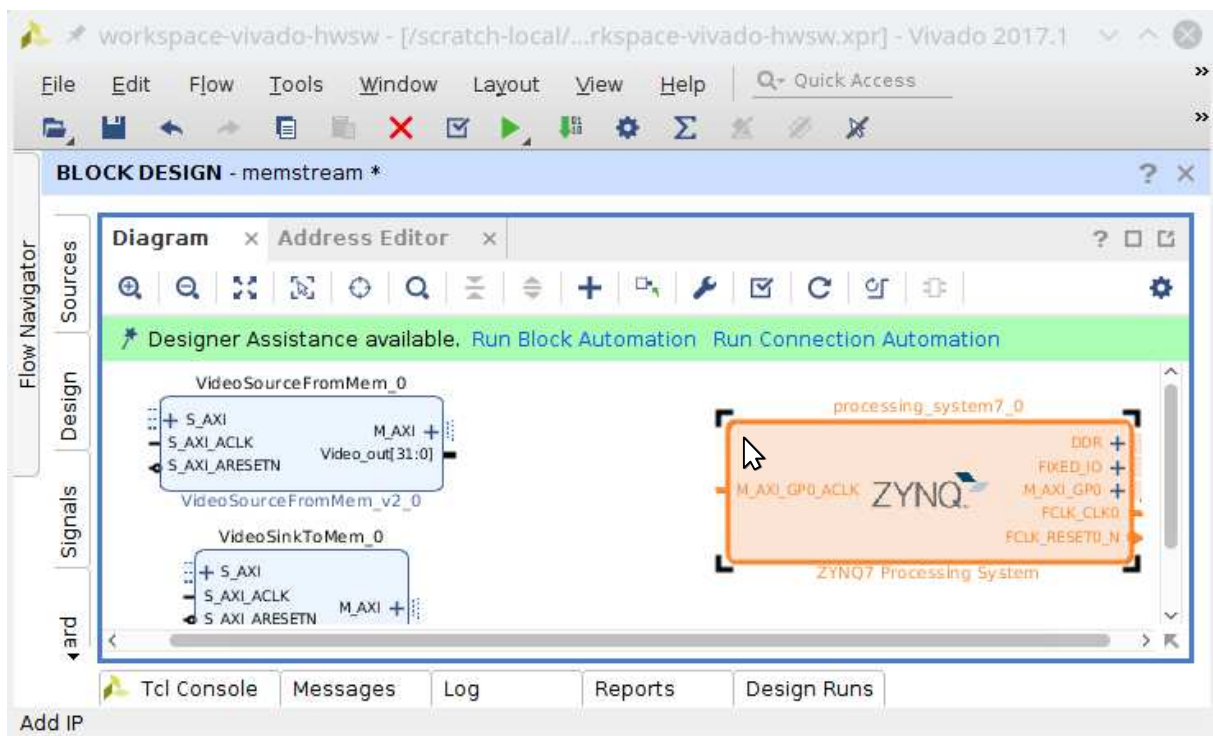 workspace-vivado-hwsw - [/scratch-local/...rkspace-vivado-hwsw.xpr] - Vivado 2017.1
File Edit Flow Tools Window Layout View Help Quick Access
BLOCK DESIGN - memstream *
Flow Navigator
Sources
Design
Signals
ard
Diagram Address Editor
Designer Assistance available. Run Block Automation Run Connection Automation
VideoSourceFromMem_0
S_AXI
S_AXI_ACLK
S_AXI_ARESETN
M_AXI
Video_out[31:0]
VideoSourceFromMem_v2_0
VideoSinkToMem_0
S_AXI
S_AXI_ACLK
S_AXI_ARESETN
M_AXI
processing_system7_0
M_AXI_GP0_ACLK
ZYNQ
DDR
FIXED_IO
M_AXI_GP0
FCLK_CLK0
FCLK_RESET0_N
ZYNQ7 Processing System
Tcl Console Messages Log Reports Design Runs
Add IP